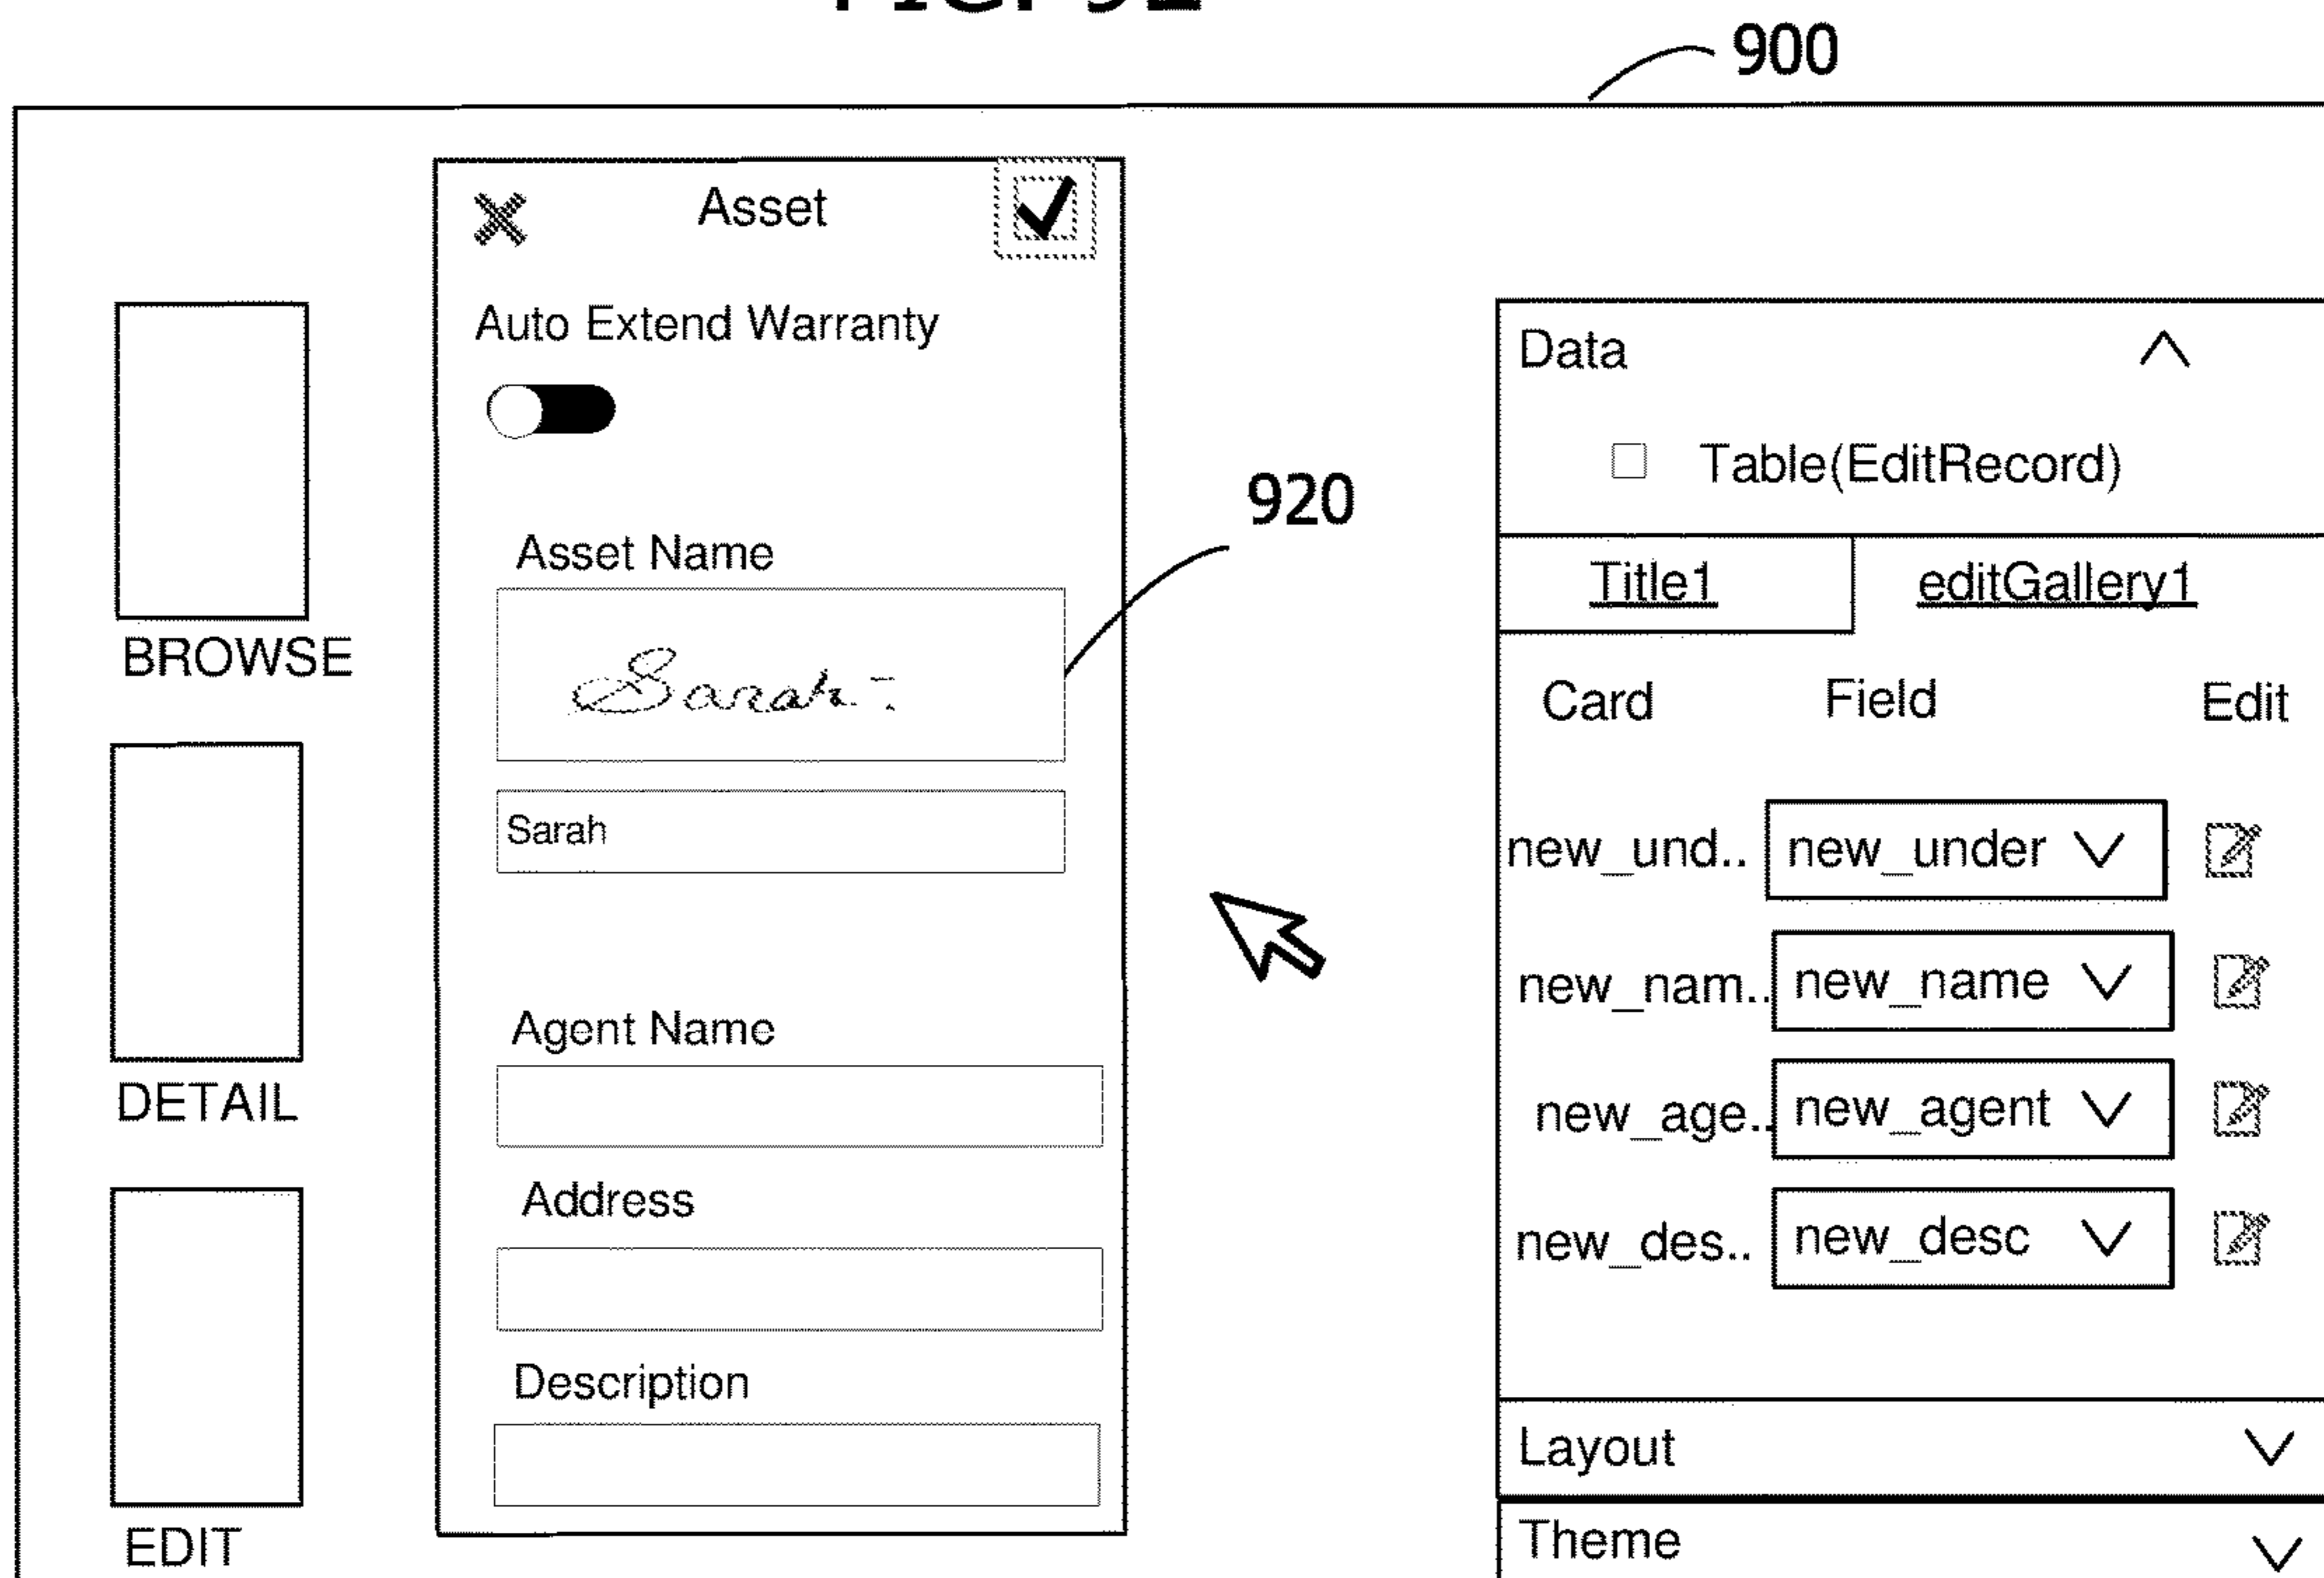 900
Asset
Auto Extend Warranty
Asset Name
Sarah
920
Sarah
Agent Name
Address
Description
BROWSE
DETAIL
EDIT
Data
Table(EditRecord)
Title1 editGallery1
Card Field Edit
new_und.. new_under
new_nam.. new_name
new_age.. new_agent
new_des.. new_desc
Layout
Theme